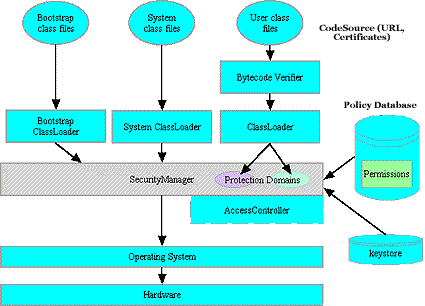 Bootstrap
class files
System
class files
User class
files
CodeSource (URL,
Certificates)
Bytecode Verifier
Policy Database
Bootstrap
ClassLoader
System ClassLoader
ClassLoader
Permissions
SecurityManager
Protection Domains
AccessController
keystore
Operating System
Hardware